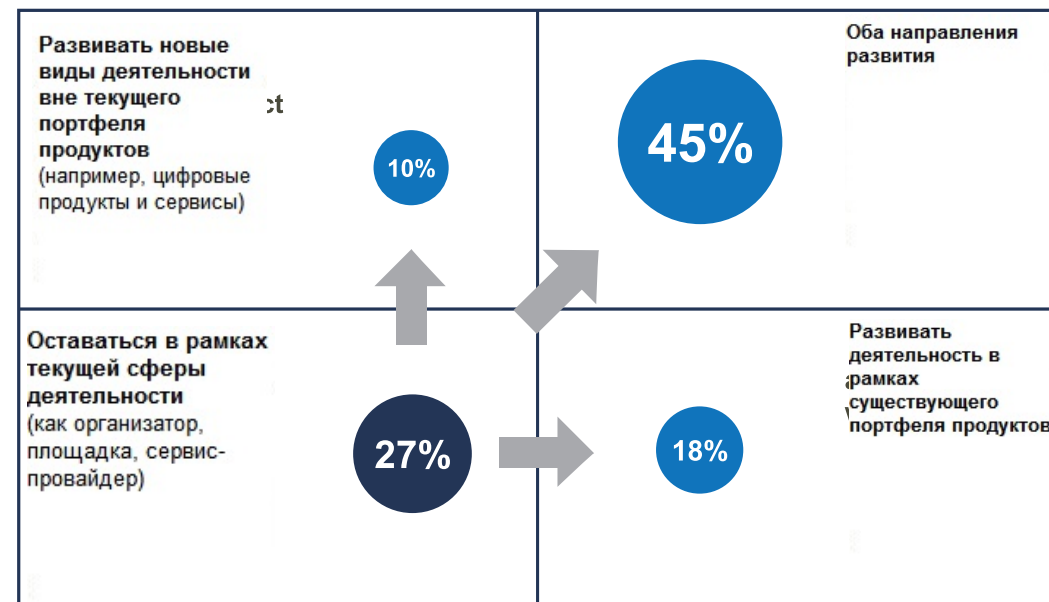 Развивать новые
виды деятельности
вне текущего
портфеля
продуктов
(например, цифровые
продукты и сервисы)
ct
10%
45%
Оба направления
развития
Оставаться в рамках
текущей сферы
деятельности
(как организатор,
площадка, сервис-
провайдер)
27%
18%
Развивать
деятельность в
рамках
существующего
портфеля продуктов